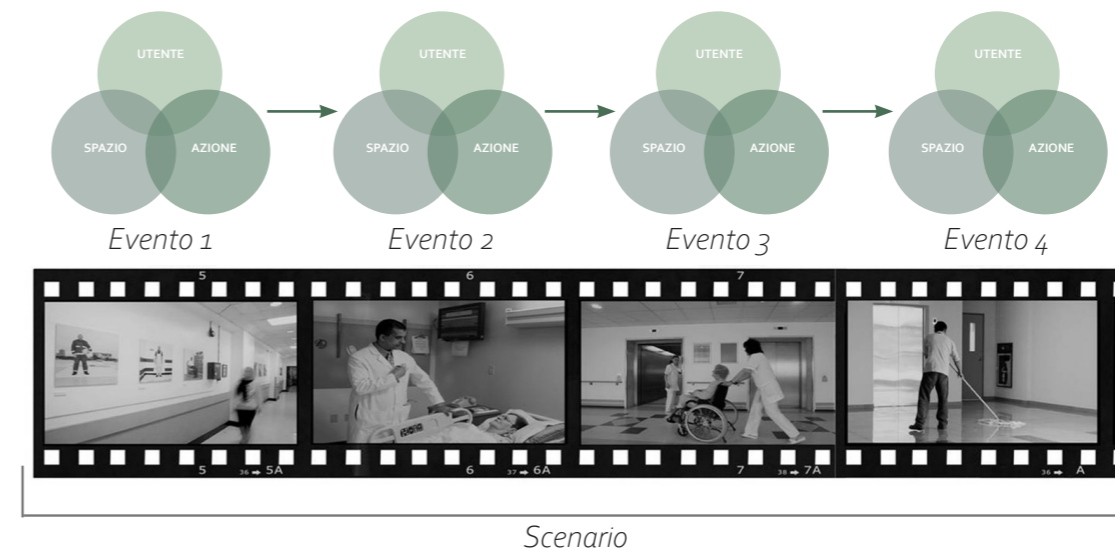 UTENTE
SPAZIO AZIONE
UTENTE
SPAZIO AZIONE
UTENTE
SPAZIO AZIONE
UTENTE
SPAZIO AZIONE
Evento 1
Evento 2
Evento 3
Evento 4
5 6 7
5 36 → 5A 6 37 → 6A 7 38 → 7A 36 → A
Scenario